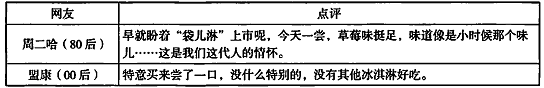 网友 点评
周二哈（80后） 早就盼着“袋儿淋”上市呢，今天一尝，草莓味挺足，味道像是小时候那个味
儿……这是我们这代人的情怀。
盟康（00后） 特意买来尝了一口，没什么特别的，没有其他冰淇淋好吃。